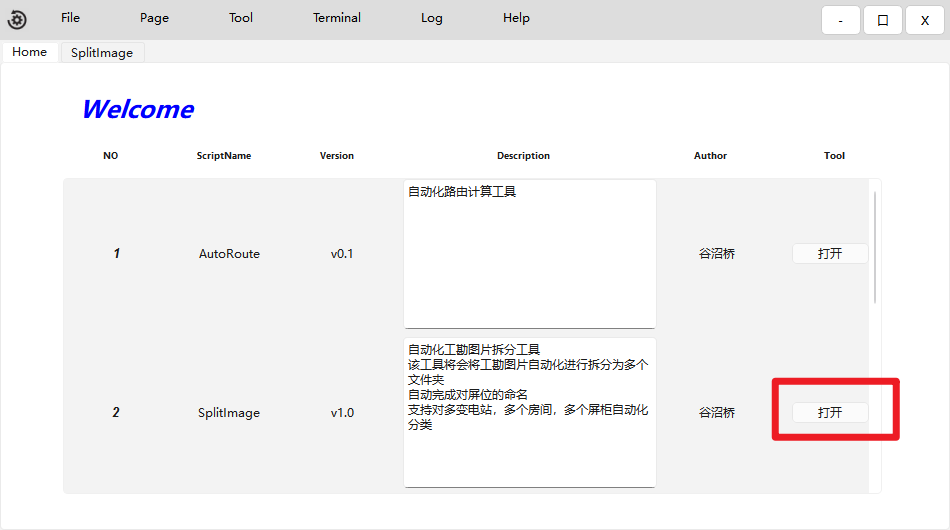 File Page Tool Terminal Log Help - 口 X
Home SplitImage
Welcome
NO ScriptName Version Description Author Tool
自动化路由计算工具
1 AutoRoute v0.1 谷沼桥 打开
自动化工勘图片拆分工具
该工具将会将工勘图片自动化进行拆分为多个
文件夹
自动完成对屏位的命名
2 SplitImage v1.0 支持对多变电站，多个房间，多个屏柜自动化 谷沼桥 打开
分类